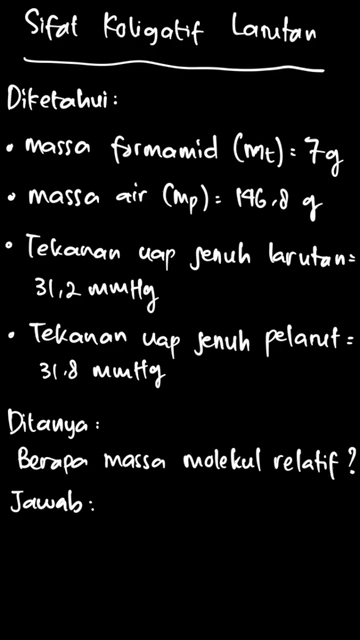 Sifat Koligatif Larutan
Diketahui:
• massa formamid (mt) = 7g
• massa air (mp) = 146,8 g
• Tekanan uap jenuh larutan =
31,2 mmHg
• Tekanan uap jenuh pelarut =
31.8 mmHg
Ditanya:
Berapa massa molekul relatif ?
Jawab: